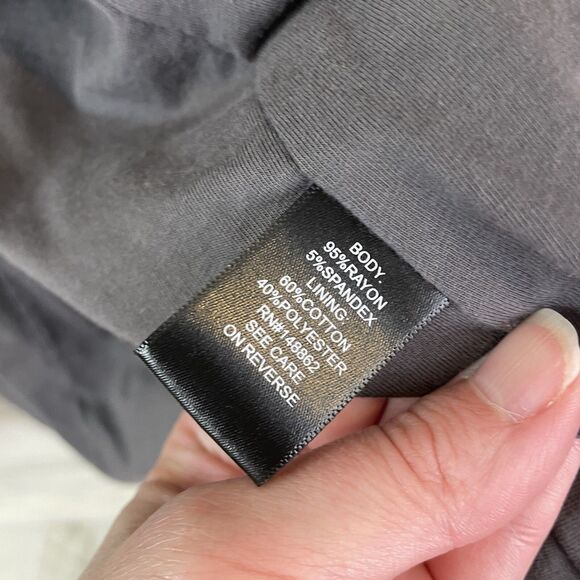 BODY.
95%RAYON
5%SPANDEX
LINING
60%COTTON
40%POLYESTER
RN#148862
SEE CARE
ON REVERSE